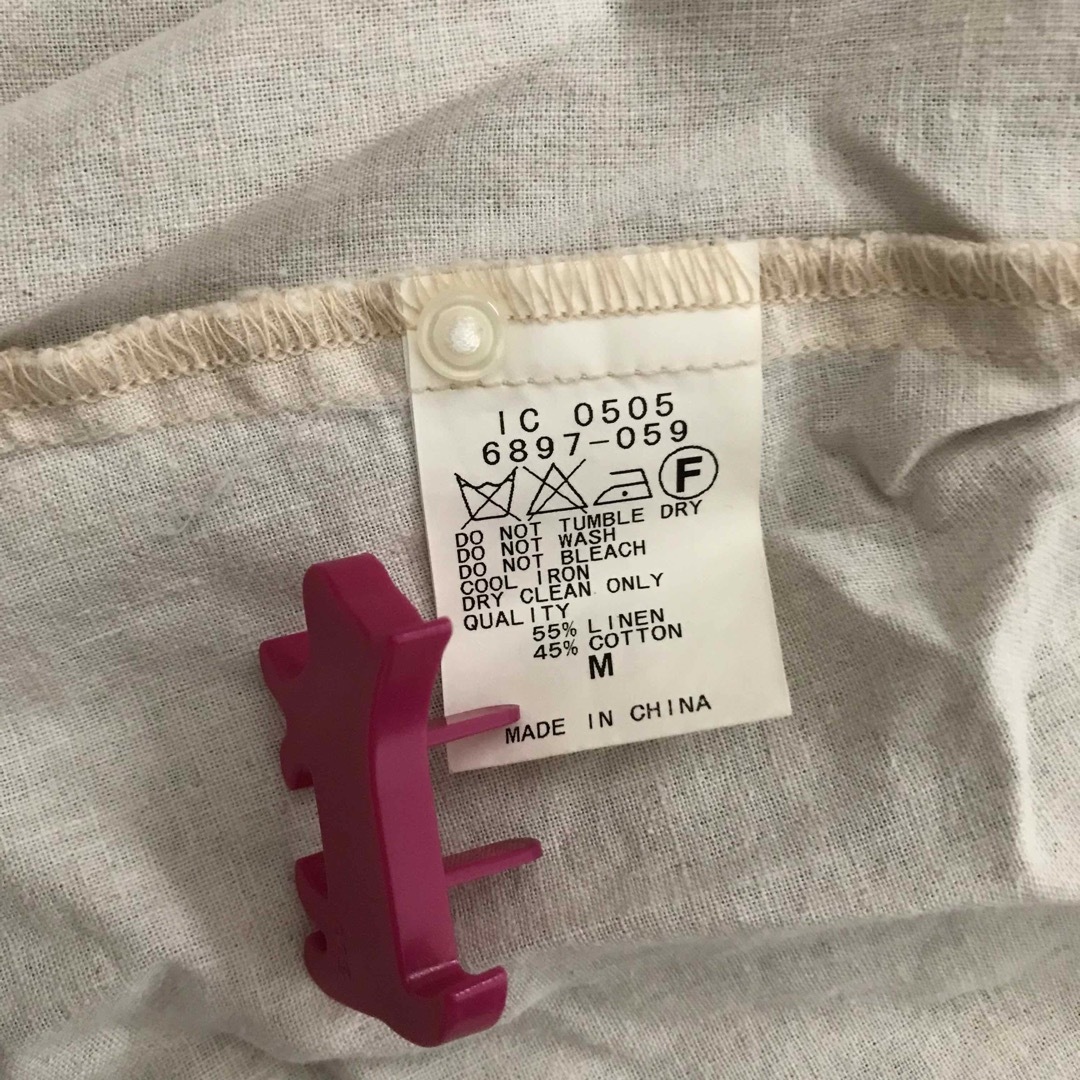 IC 0505
6897-059
F
DO NOT TUMBLE DRY
DO NOT WASH
DO NOT BLEACH
COOL IRON
DRY CLEAN ONLY
QUALITY
55% LINEN
45% COTTON
M
MADE IN CHINA